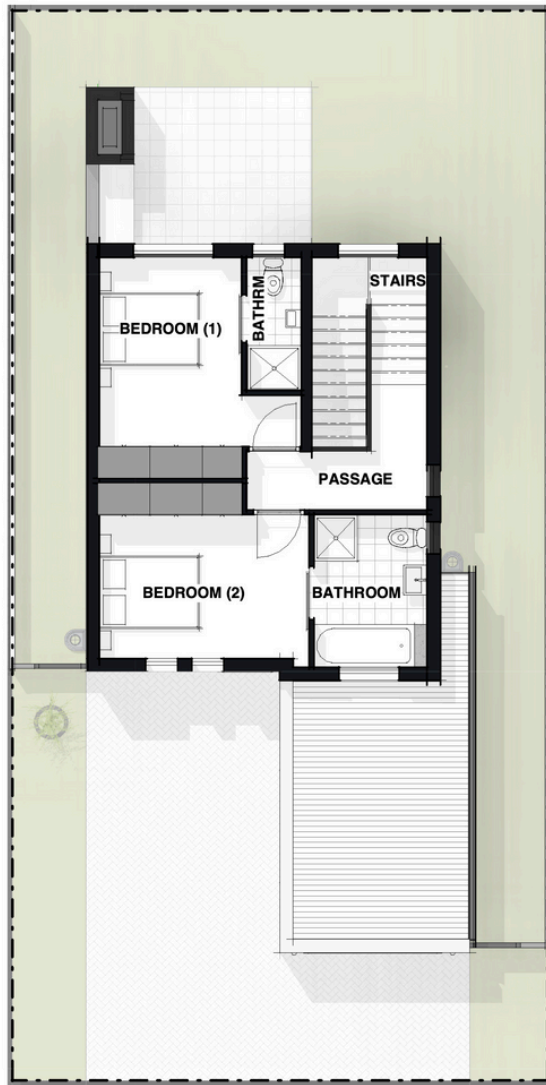 STAIRS
BEDROOM (1)
BATHRM
PASSAGE
BEDROOM (2)
BATHROOM